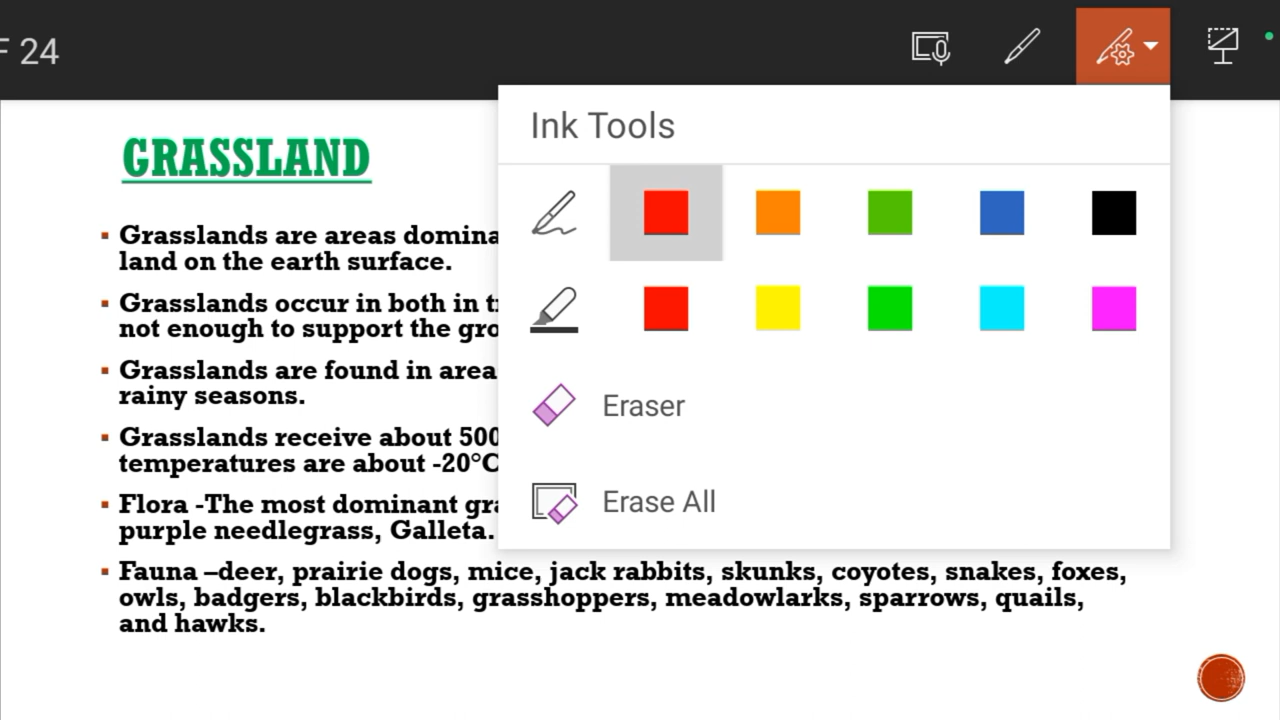 F 24
Ink Tools
GRASSLAND
Grasslands are areas domina
land on the earth surface.
Grasslands occur in both in tr
not enough to support the gro
Grasslands are found in area
rainy seasons.
Grasslands receive about 500
temperatures are about -20°C
Flora -The most dominant gra
purple needlegrass, Galleta.
Eraser
Erase All
Fauna –deer, prairie dogs, mice, jack rabbits, skunks, coyotes, snakes, foxes,
owls, badgers, blackbirds, grasshoppers, meadowlarks, sparrows, quails,
and hawks.